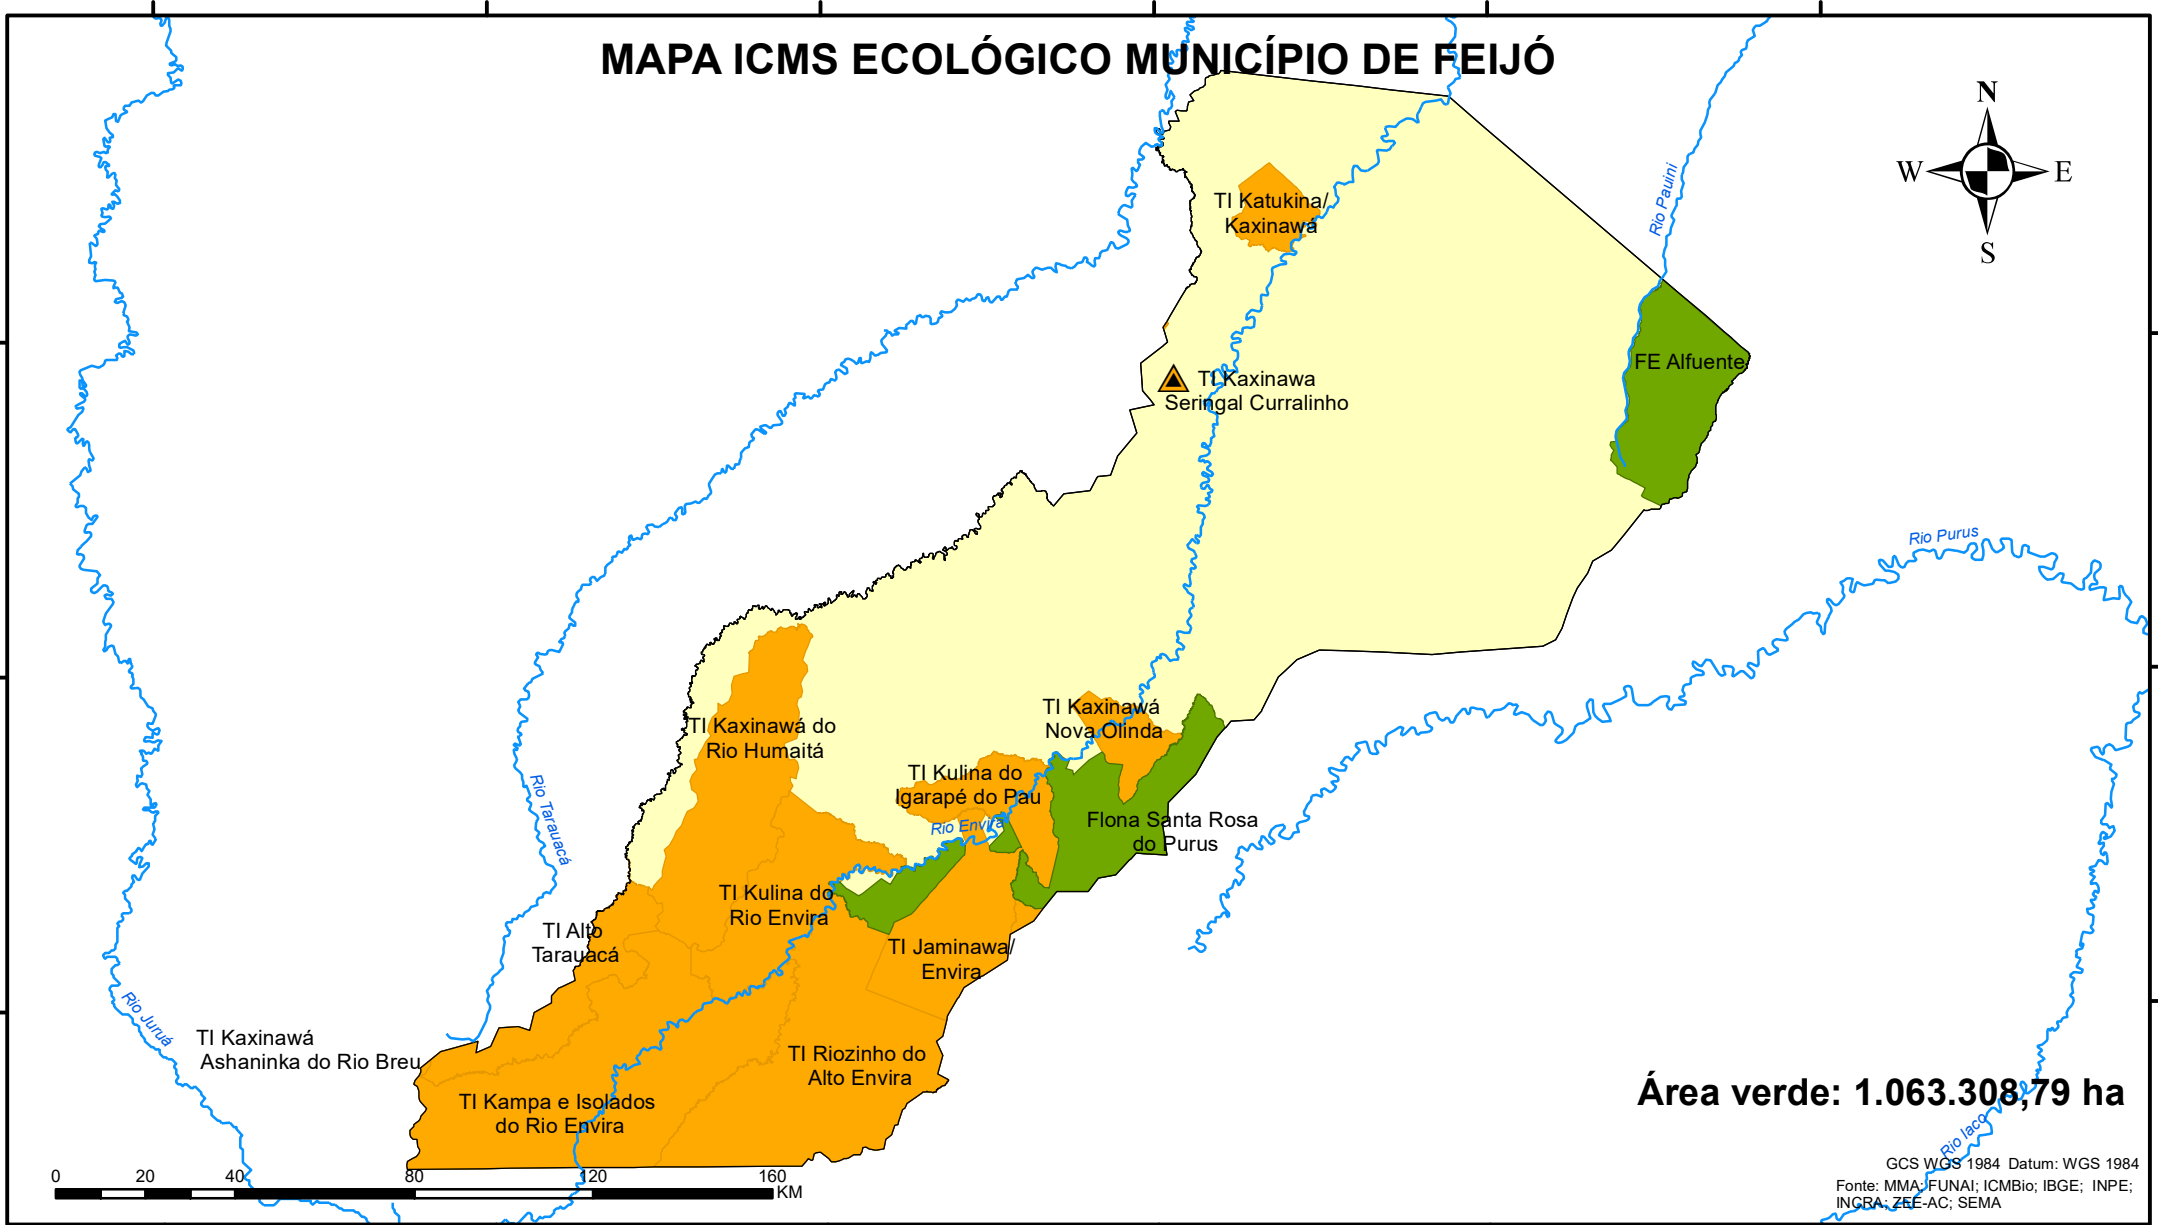 MAPA ICMS ECOLÓGICO MUNICÍPIO DE FEIJÓ
N
W
E
S
Rio Pauini
TI Katukina/
Kaxinawá
FE Alfuente
TI Kaxinawa
Seringal Curralinho
Rio Purus
TI Kaxinawá
Nova Olinda
TI Kaxinawá do
Rio Humaitá
TI Kulina do
Igarapé do Pau
Rio Tarauacá
Rio Envira
Flona Santa Rosa
do Purus
TI Kulina do
Rio Envira
TI Alto
Tarauacá
TI Jaminawa/
Envira
Rio Juruá
TI Kaxinawá
Ashaninka do Rio Breu
TI Riozinho do
Alto Envira
TI Kampa e Isolados
do Rio Envira
Área verde: 1.063.308,79 ha
Rio Iaco
0 20 40 80 120 160
KM
GCS WGS 1984 Datum: WGS 1984
Fonte: MMA; FUNAI; ICMBio; IBGE; INPE;
INCRA; ZEE-AC; SEMA